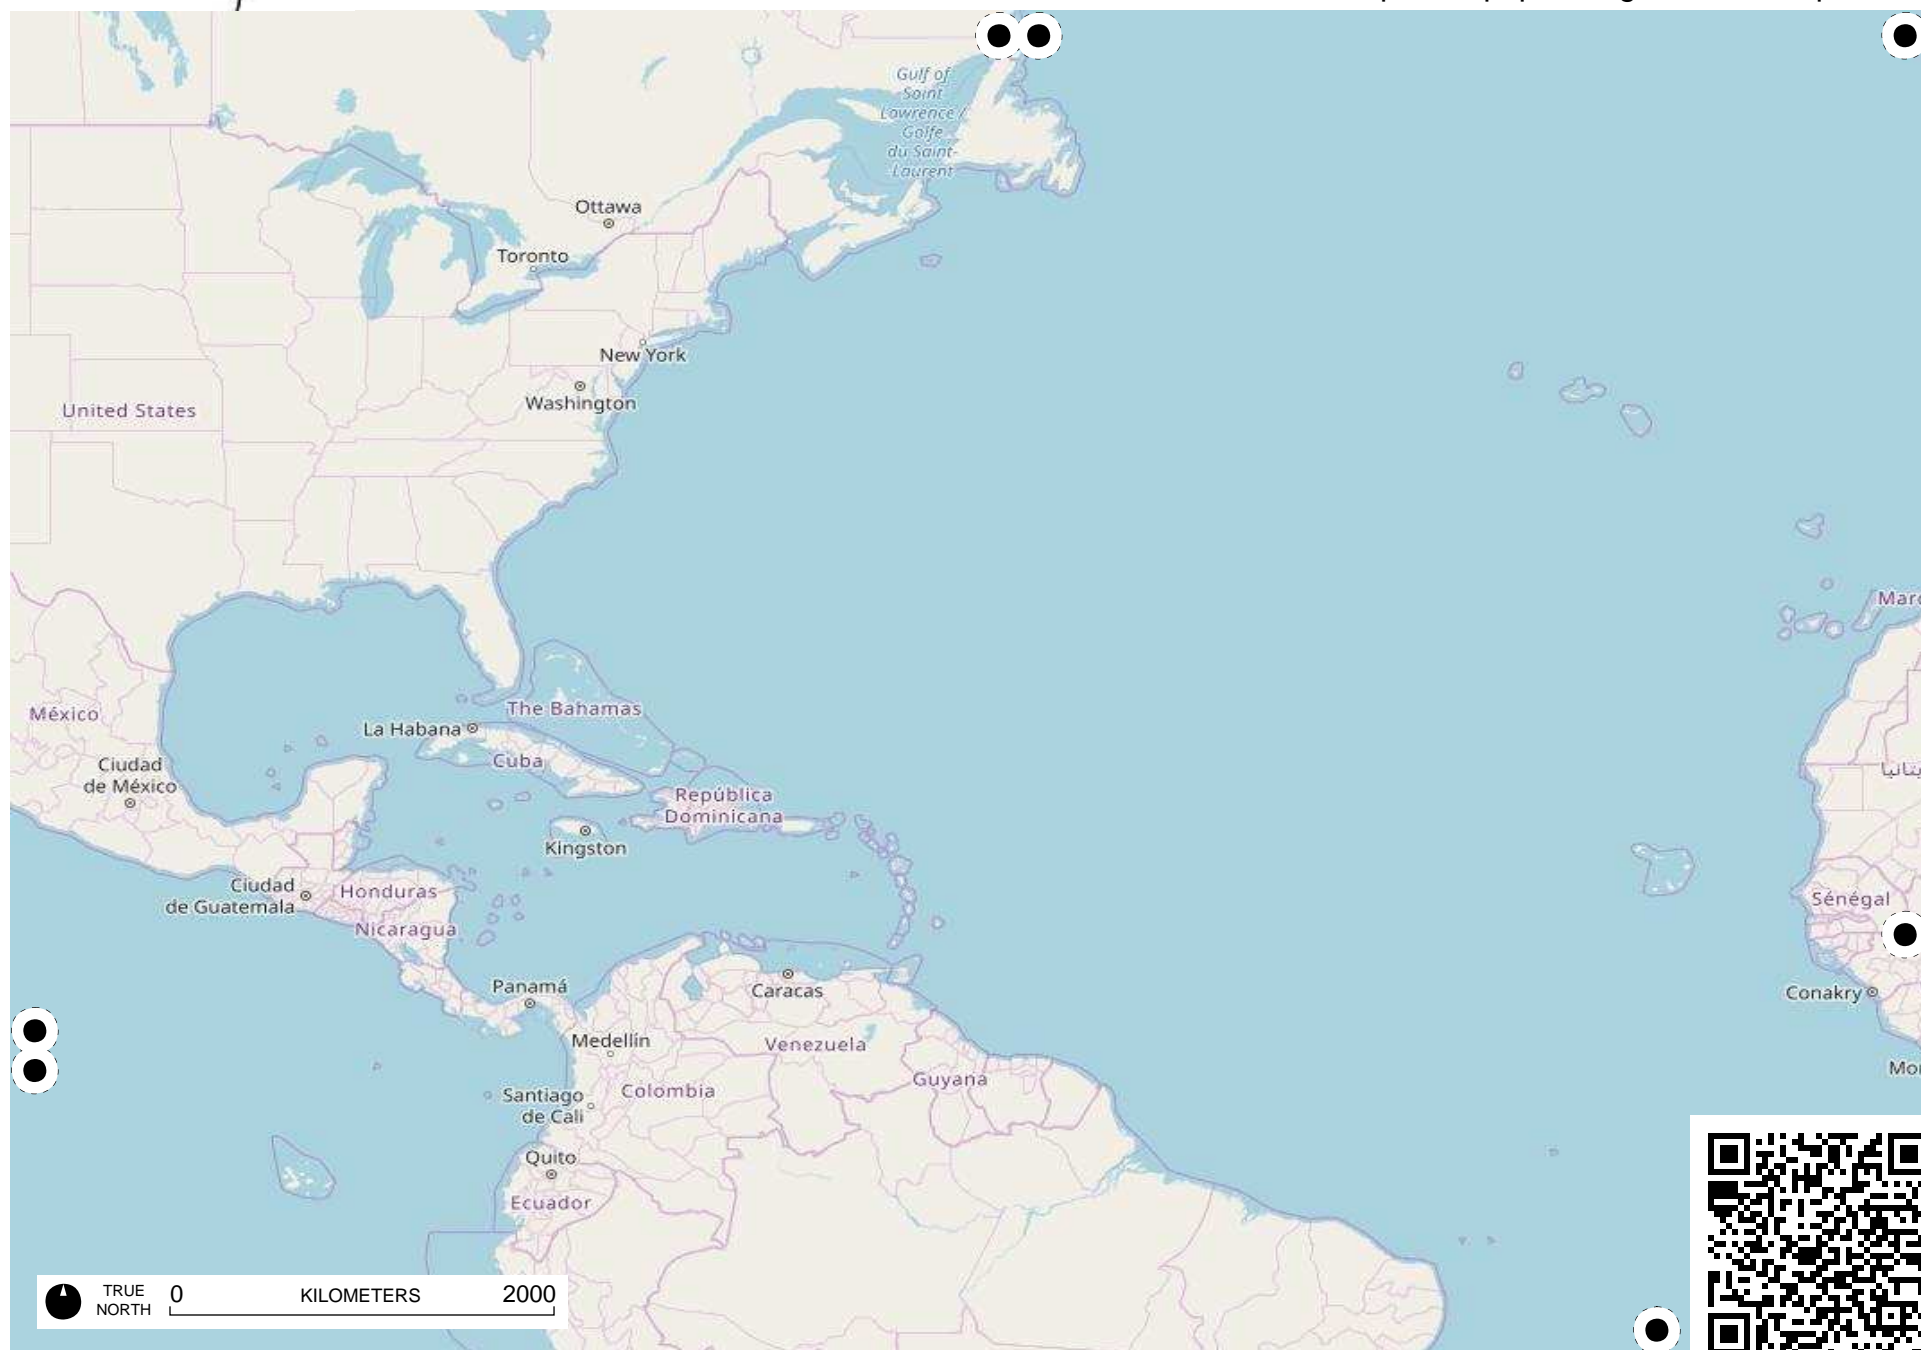 Gulf of
Saint
Lawrence /
Golfe
du Saint-
Laurent
Ottawa
Toronto
New York
Washington
United States
Maro
México
The Bahamas
La Habana
Cuba
Ciudad
de México
República
Dominicana
Kingston
Ciudad
de Guatemala
Honduras
Nicaragua
Sénégal
Panamá
Caracas
Conakry
Medellín
Venezuela
Mon
Guyana
Colombia
Santiago
de Cali
Quito
Ecuador
TRUE
NORTH
0 KILOMETERS 2000